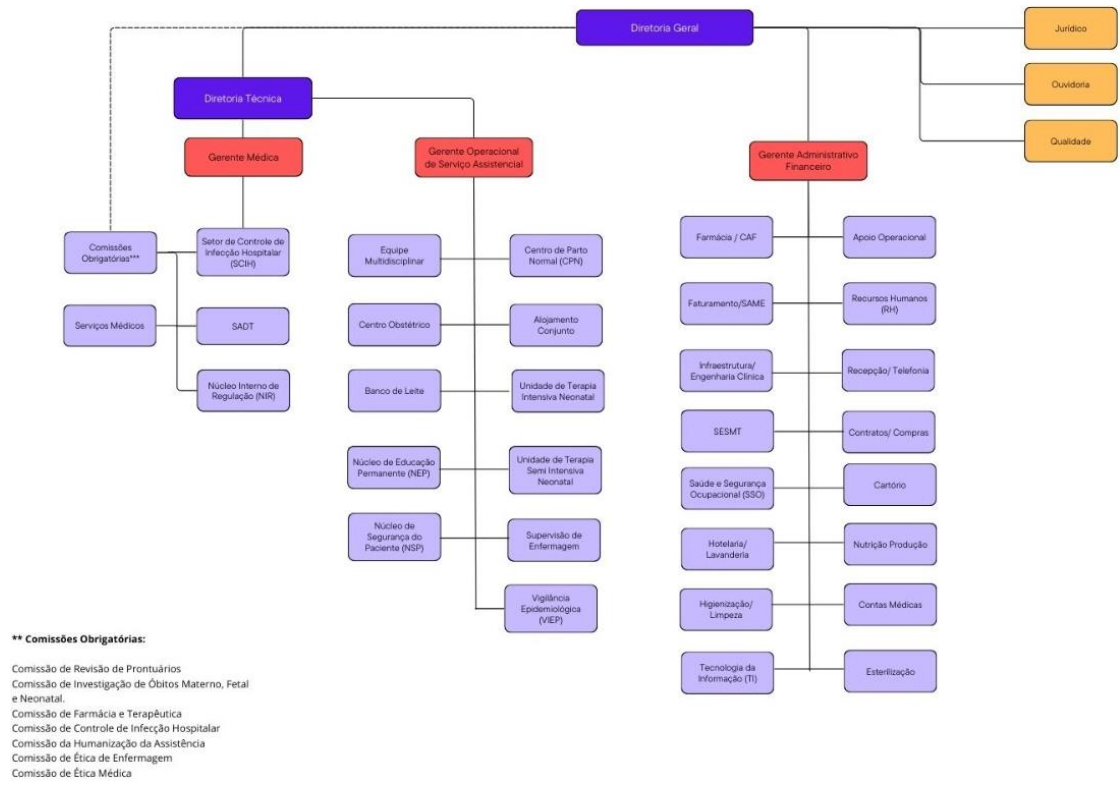 Diretoria Geral
Jurídico
Ouvidoria
Qualidade
Diretoria Técnica
Gerente Médica
Gerente Operacional
de Serviço Assistencial
Gerente Administrativo
Financeiro
Comissões
Obrigatórias***
Setor de Controle de
Infecção Hospitalar
(SCIH)
Serviços Médicos
SADT
Núcleo Interno de
Regulação (NIR)
Equipe
Multidisciplinar
Centro de Parto
Normal (CPN)
Centro Obstétrico
Alojamento
Conjunto
Banco de Leite
Unidade de Terapia
Intensiva Neonatal
Núcleo de Educação
Permanente (NEP)
Unidade de Terapia
Semi Intensiva
Neonatal
Núcleo de
Segurança do
Paciente (NSP)
Supervisão de
Enfermagem
Vigilância
Epidemiológica
(VIEP)
Farmácia / CAF
Apoio Operacional
Faturamento/SAME
Recursos Humanos
(RH)
Infraestrutura/
Engenharia Clínica
Recepção/ Telefonia
SESMT
Contratos/ Compras
Saúde e Segurança
Ocupacional (SSO)
Cartório
Hotelaria/
Lavanderia
Nutrição Produção
Higienização/
Limpeza
Contas Médicas
Tecnologia da
Informação (TI)
Esterilização
** Comissões Obrigatórias:
Comissão de Revisão de Prontuários
Comissão de Investigação de Óbitos Materno, Fetal
e Neonatal.
Comissão de Farmácia e Terapêutica
Comissão de Controle de Infecção Hospitalar
Comissão da Humanização da Assistência
Comissão de Ética de Enfermagem
Comissão de Ética Médica